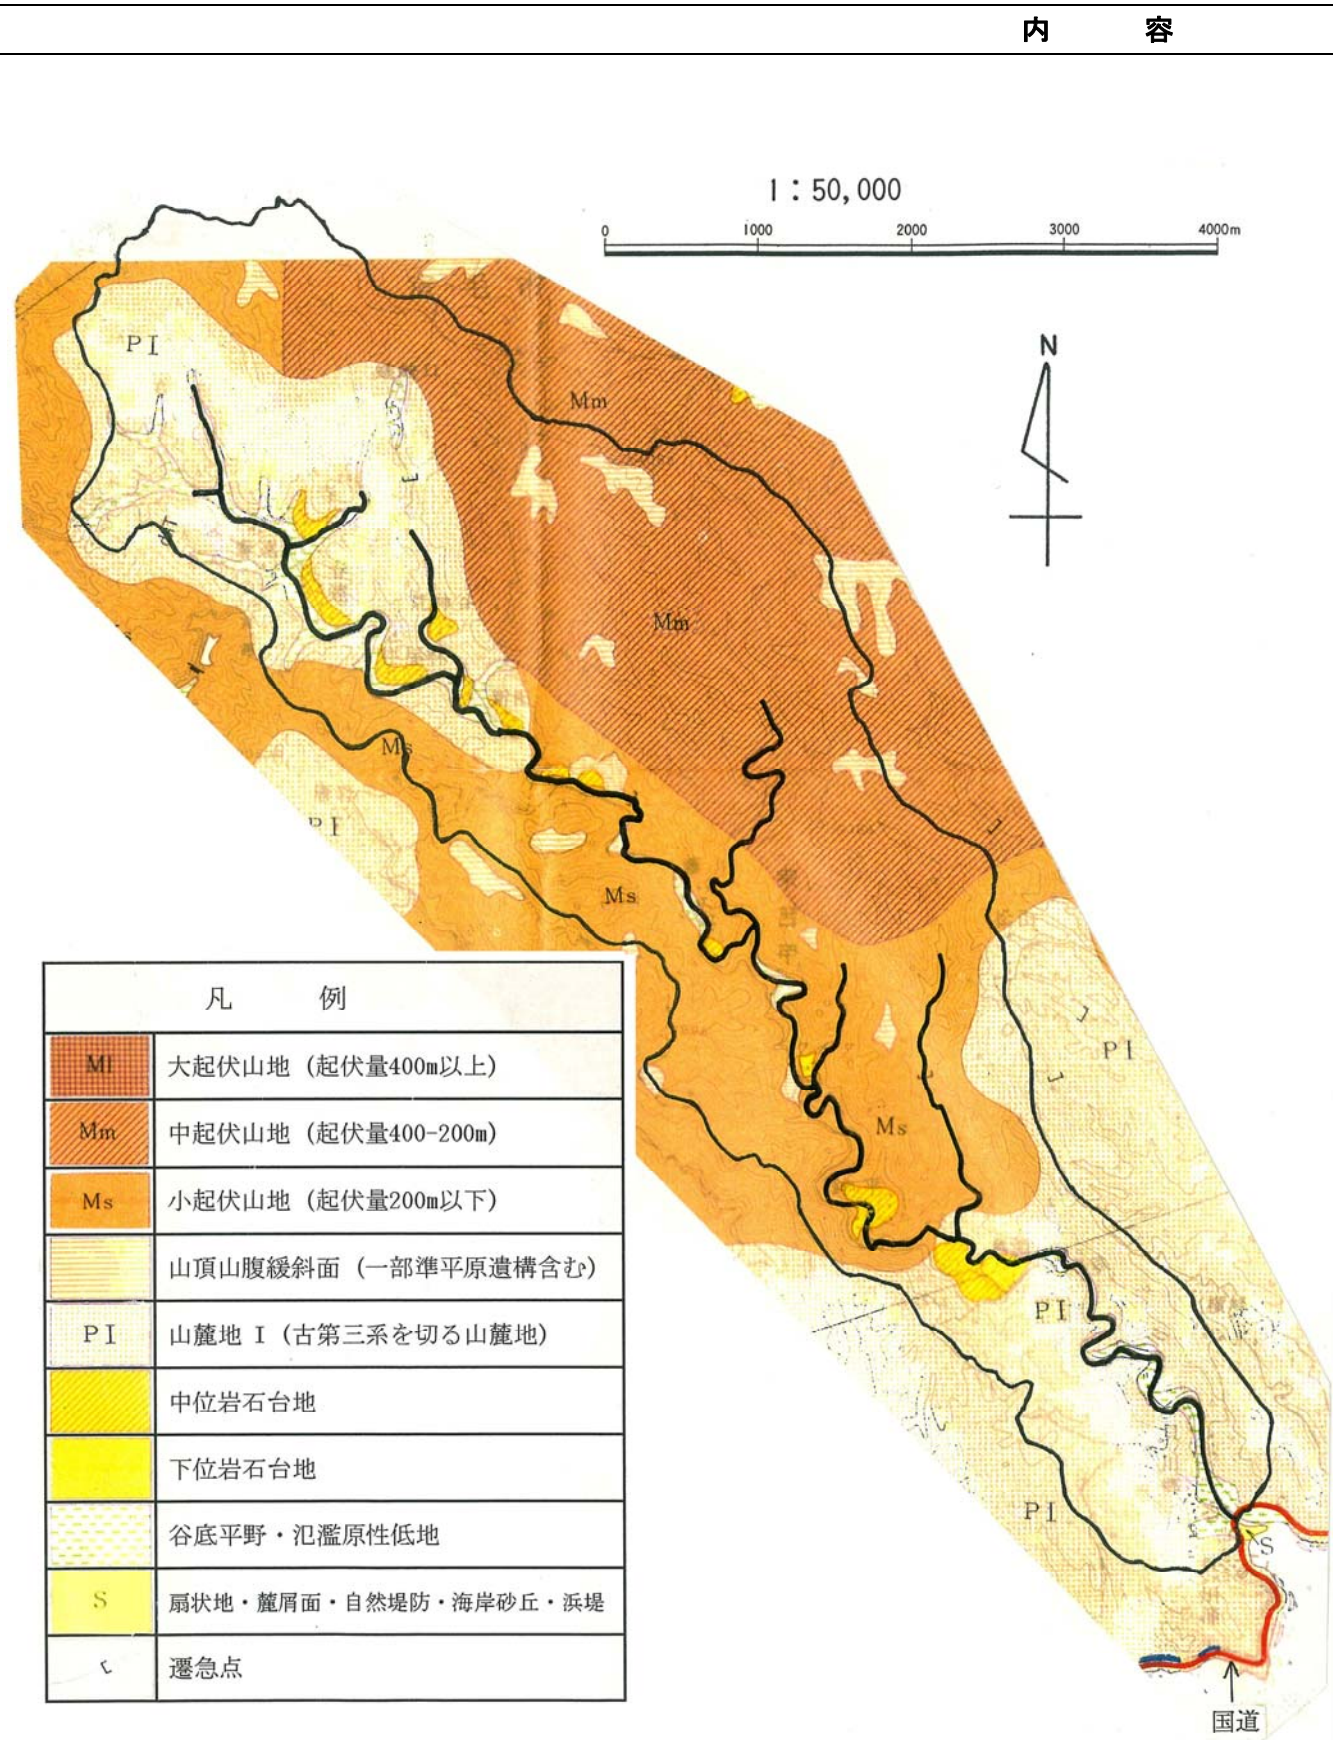 内 容
1：50,000
0 1000 2000 3000 4000m
N
PI
Mm
Mm
Ms
PI
Ms
PI
Ms
PI
PI
S
国道
凡 例
Ml 大起伏山地（起伏量400m以上）
Mm 中起伏山地（起伏量400-200m）
Ms 小起伏山地（起伏量200m以下）
山頂山腹緩斜面（一部準平原遺構含む）
PI 山麓地 I（古第三系を切る山麓地）
中位岩石台地
下位岩石台地
谷底平野・氾濫原性低地
S 扇状地・麓屑面・自然堤防・海岸砂丘・浜堤
遷急点